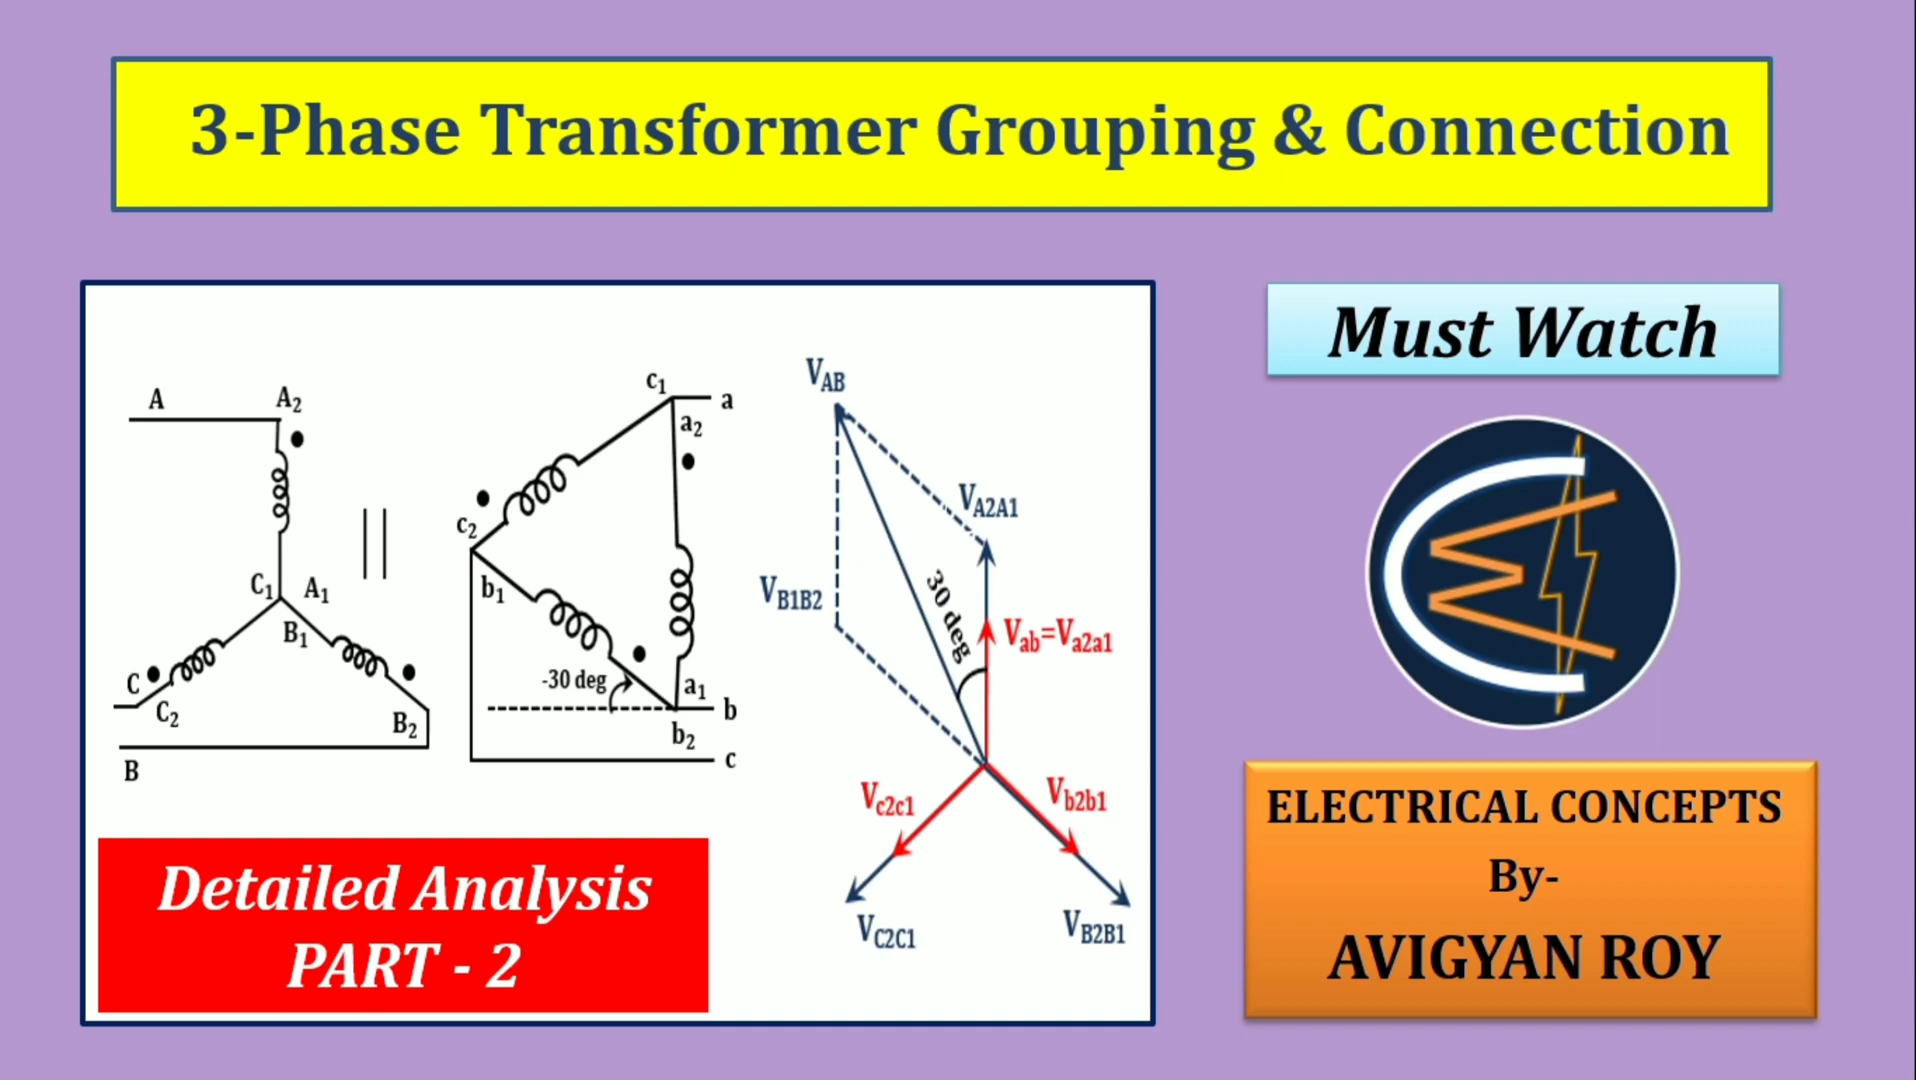 3-Phase Transformer Grouping & Connection
Must Watch
A
A2
C1
A1
B1
C
C2
B2
B
c1
a
a2
c2
b1
-30 deg
a1
b
b2
c
VAB
VA2A1
VB1B2
30 deg
Vab=Va2a1
Vc2c1
Vb2b1
VC2C1
VB2B1
Detailed Analysis
PART - 2
ELECTRICAL CONCEPTS
By-
AVIGYAN ROY